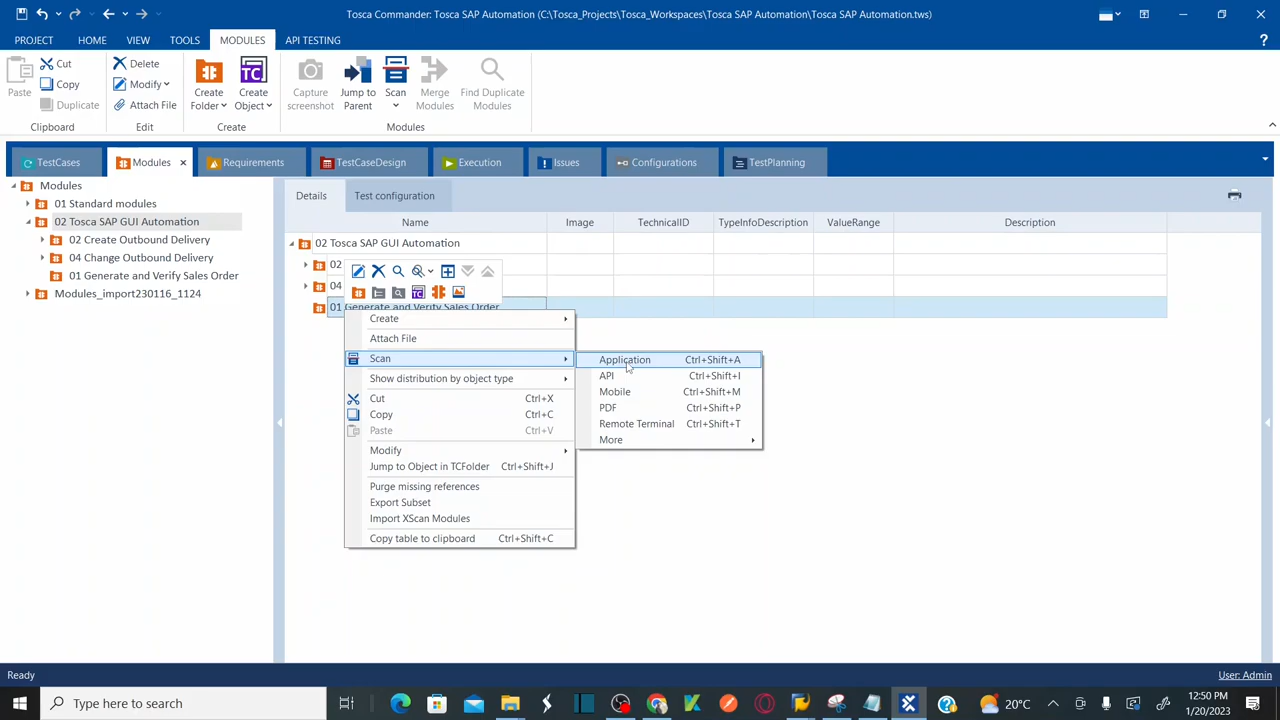 Tosca Commander: Tosca SAP Automation (C:\Tosca_Projects\Tosca_Workspaces\Tosca SAP Automation\Tosca SAP Automation.tws)
PROJECT HOME VIEW TOOLS MODULES API TESTING
Paste
Cut
Copy
Duplicate
Clipboard
Delete
Modify
Attach File
Edit
Create
Folder
Create
Object
Create
Capture
screenshot
Jump to
Parent
Scan
Merge
Modules
Find Duplicate
Modules
Modules
TestCases Modules Requirements TestCaseDesign Execution Issues Configurations TestPlanning
Modules
01 Standard modules
02 Tosca SAP GUI Automation
02 Create Outbound Delivery
04 Change Outbound Delivery
01 Generate and Verify Sales Order
Modules_import230116_1124
Details Test configuration
Name Image TechnicalID TypeInfoDescription ValueRange Description
02 Tosca SAP GUI Automation
02
04
01 Generate and Verify Sales Order
Create
Attach File
Scan
Show distribution by object type
Cut Ctrl+X
Copy Ctrl+C
Paste Ctrl+V
Modify
Jump to Object in TCFolder Ctrl+Shift+J
Purge missing references
Export Subset
Import XScan Modules
Copy table to clipboard Ctrl+Shift+C
Application Ctrl+Shift+A
API Ctrl+Shift+I
Mobile Ctrl+Shift+M
PDF Ctrl+Shift+P
Remote Terminal Ctrl+Shift+T
More
Ready User: Admin
Type here to search
20°C
12:50 PM
1/20/2023